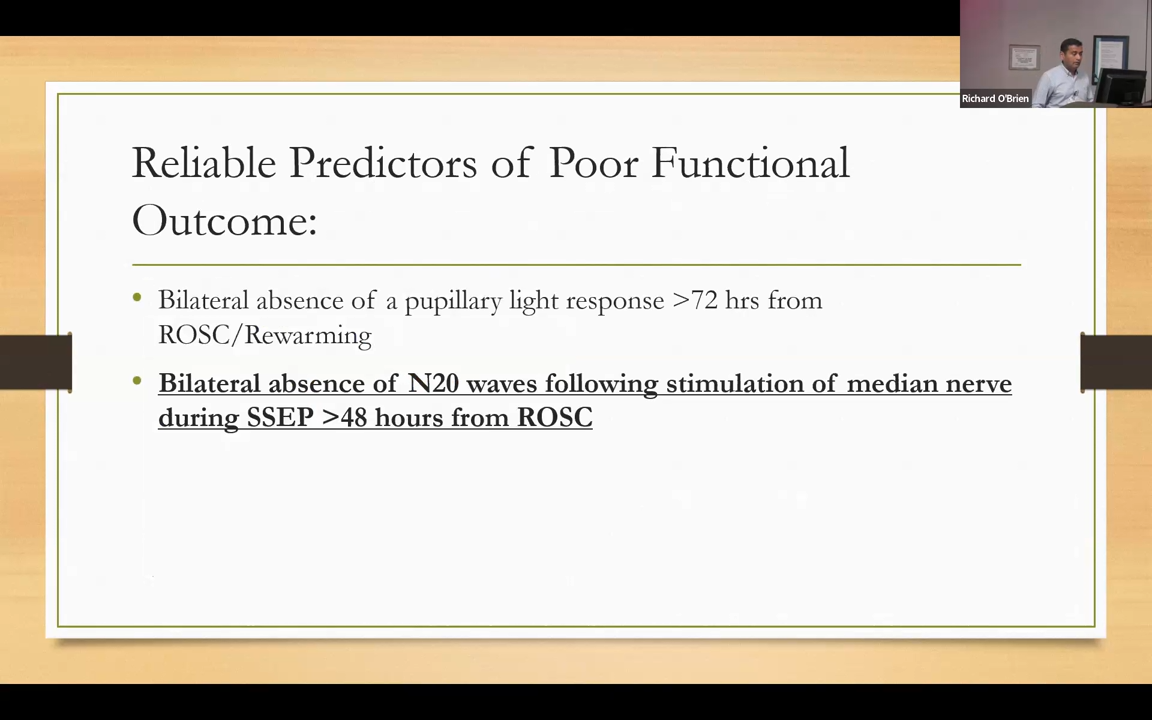 Richard O'Brien
Reliable Predictors of Poor Functional
Outcome:
• Bilateral absence of a pupillary light response >72 hrs from
ROSC/Rewarming
• Bilateral absence of N20 waves following stimulation of median nerve
during SSEP >48 hours from ROSC